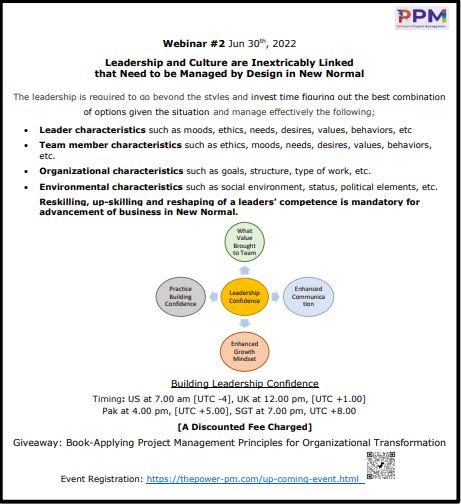 PPM
Webinar #2 Jun 30th, 2022
Leadership and Culture are Inextricably Linked
that Need to be Managed by Design in New Normal
The leadership is required to go beyond the styles and invest time figuring out the best combination
of options given the situation and manage effectively the following;
• Leader characteristics such as moods, ethics, needs, desires, values, behaviors, etc
• Team member characteristics such as ethics, moods, needs, desires, values, behaviors,
etc.
• Organizational characteristics such as goals, structure, type of work, etc.
• Environmental characteristics such as social environment, status, political elements, etc.
Reskilling, up-skilling and reshaping of a leaders’ competence is mandatory for
advancement of business in New Normal.
What
Value
Brought
to Team
Practice
Building
Confidence
Leadership
Confidence
Enhanced
Communica
tion
Enhanced
Growth
Mindset
Building Leadership Confidence
Timing: US at 7.00 am [UTC -4], UK at 12.00 pm, [UTC +1.00]
Pak at 4.00 pm, [UTC +5.00], SGT at 7.00 pm, UTC +8.00
[A Discounted Fee Charged]
Giveaway: Book-Applying Project Management Principles for Organizational Transformation
Event Registration: https://thepower-pm.com/up-coming-event.html